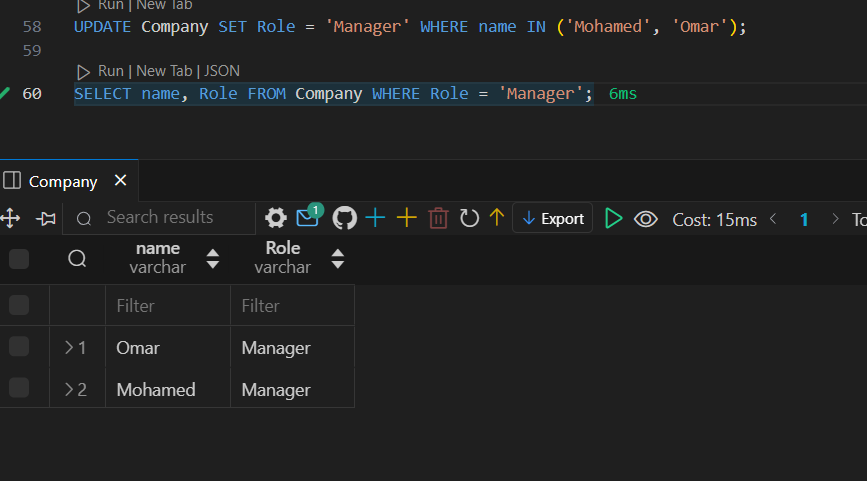 Run | New Tab
58 UPDATE Company SET Role = 'Manager' WHERE name IN ('Mohamed', 'Omar');
59
Run | New Tab | JSON
60 SELECT name, Role FROM Company WHERE Role = 'Manager'; 6ms
Company
Search results 1 Export Cost: 15ms 1 To
name Role
varchar varchar
Filter Filter
1 Omar Manager
2 Mohamed Manager